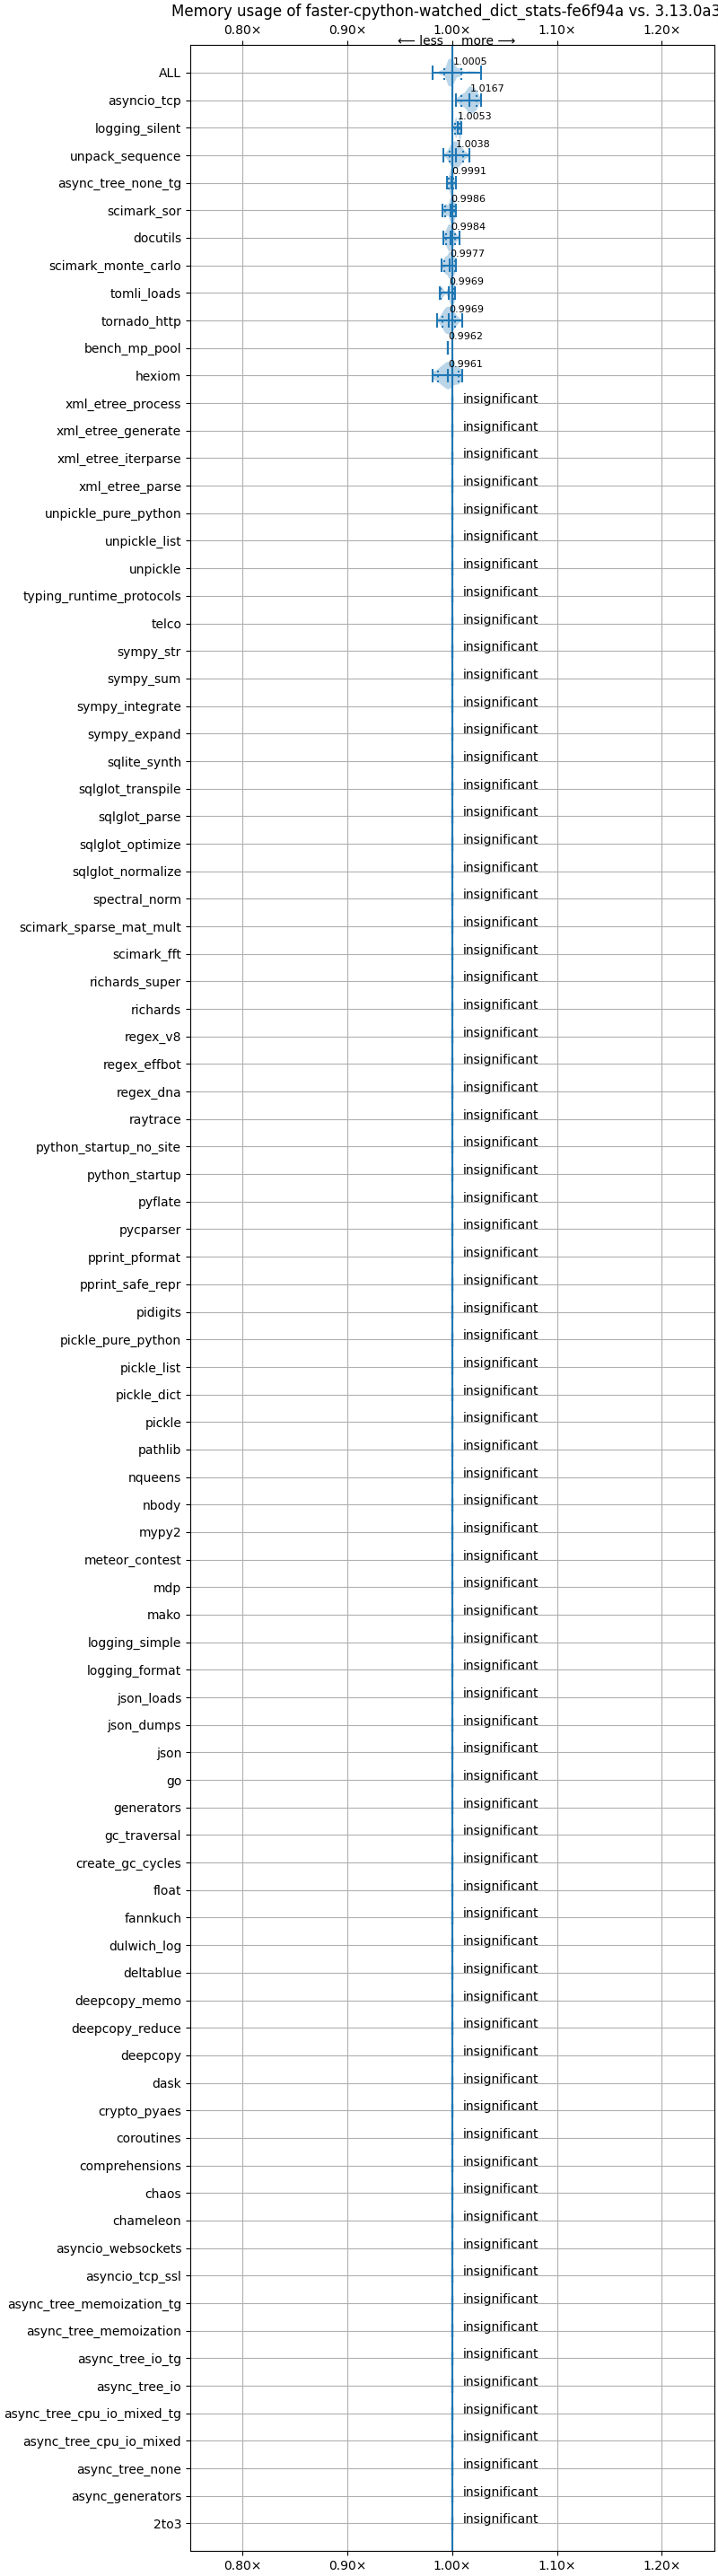 Memory usage of faster-cpython-watched_dict_stats-fe6f94a vs. 3.13.0a3
0.80× 0.90× 1.00× 1.10× 1.20×
⟵ less more ⟶
ALL 1.0005
asyncio_tcp 1.0167
logging_silent 1.0053
unpack_sequence 1.0038
async_tree_none_tg 0.9991
scimark_sor 0.9986
docutils 0.9984
scimark_monte_carlo 0.9977
tomli_loads 0.9969
tornado_http 0.9969
bench_mp_pool 0.9962
hexiom 0.9961
xml_etree_process insignificant
xml_etree_generate insignificant
xml_etree_iterparse insignificant
xml_etree_parse insignificant
unpickle_pure_python insignificant
unpickle_list insignificant
unpickle insignificant
typing_runtime_protocols insignificant
telco insignificant
sympy_str insignificant
sympy_sum insignificant
sympy_integrate insignificant
sympy_expand insignificant
sqlite_synth insignificant
sqlglot_transpile insignificant
sqlglot_parse insignificant
sqlglot_optimize insignificant
sqlglot_normalize insignificant
spectral_norm insignificant
scimark_sparse_mat_mult insignificant
scimark_fft insignificant
richards_super insignificant
richards insignificant
regex_v8 insignificant
regex_effbot insignificant
regex_dna insignificant
raytrace insignificant
python_startup_no_site insignificant
python_startup insignificant
pyflate insignificant
pycparser insignificant
pprint_pformat insignificant
pprint_safe_repr insignificant
pidigits insignificant
pickle_pure_python insignificant
pickle_list insignificant
pickle_dict insignificant
pickle insignificant
pathlib insignificant
nqueens insignificant
nbody insignificant
mypy2 insignificant
meteor_contest insignificant
mdp insignificant
mako insignificant
logging_simple insignificant
logging_format insignificant
json_loads insignificant
json_dumps insignificant
json insignificant
go insignificant
generators insignificant
gc_traversal insignificant
create_gc_cycles insignificant
float insignificant
fannkuch insignificant
dulwich_log insignificant
deltablue insignificant
deepcopy_memo insignificant
deepcopy_reduce insignificant
deepcopy insignificant
dask insignificant
crypto_pyaes insignificant
coroutines insignificant
comprehensions insignificant
chaos insignificant
chameleon insignificant
asyncio_websockets insignificant
asyncio_tcp_ssl insignificant
async_tree_memoization_tg insignificant
async_tree_memoization insignificant
async_tree_io_tg insignificant
async_tree_io insignificant
async_tree_cpu_io_mixed_tg insignificant
async_tree_cpu_io_mixed insignificant
async_tree_none insignificant
async_generators insignificant
2to3 insignificant
0.80× 0.90× 1.00× 1.10× 1.20×